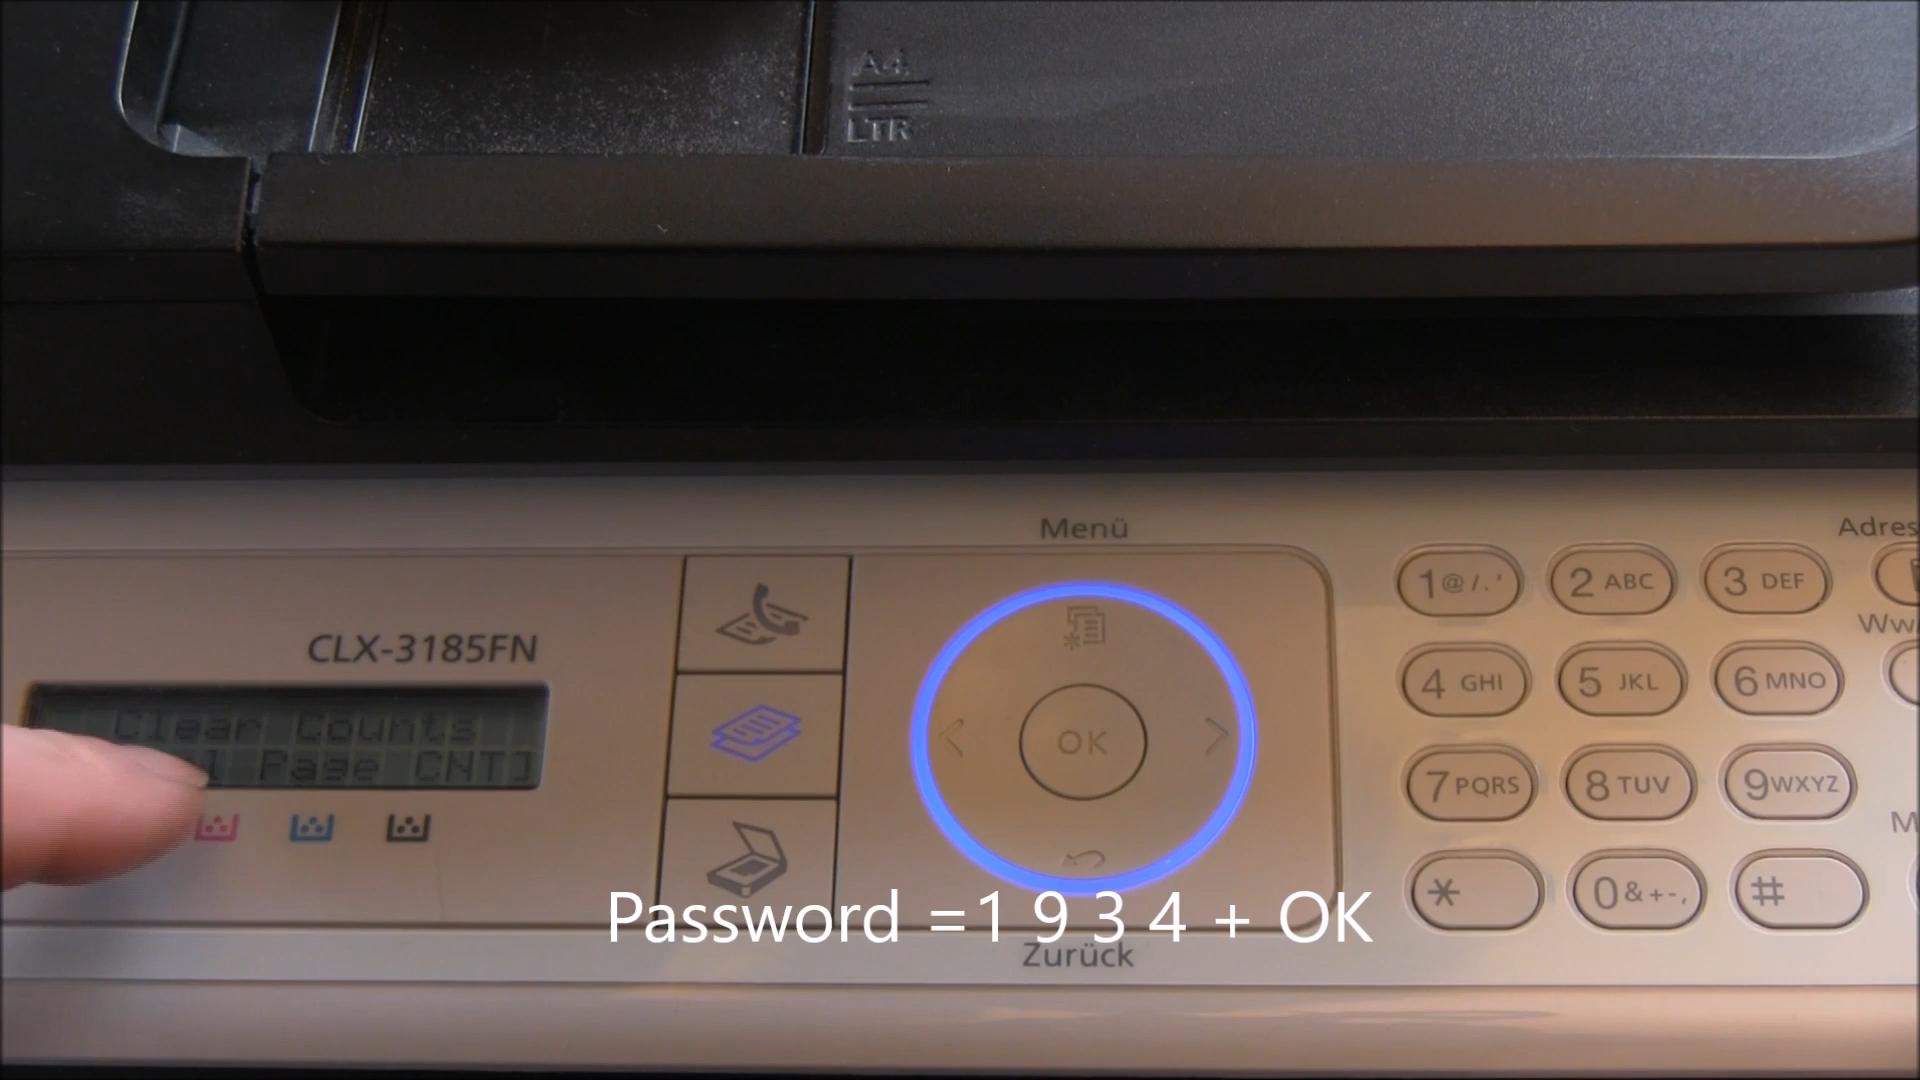 A4
LTR
Menü
Adres
1 @ / . '
2 ABC
3 DEF
CLX-3185FN
4 GHI
5 JKL
6 MNO
Clear Counts
Page CNT]
OK
7 PQRS
8 TUV
9 WXYZ
*
0 & + - ,
#
Password = 1 9 3 4 + OK
Zurück